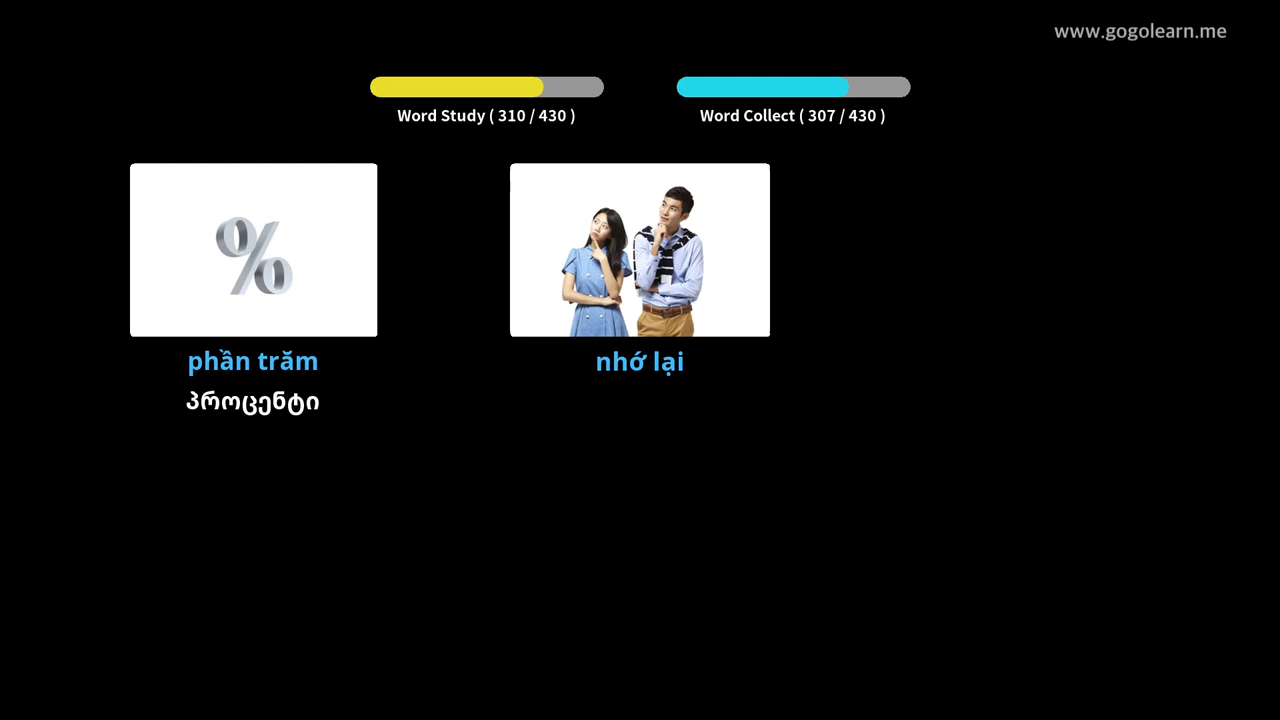 www.gogolearn.me
Word Study ( 310 / 430 )
Word Collect ( 307 / 430 )
%
phần trăm
პროცენტი
nhớ lại